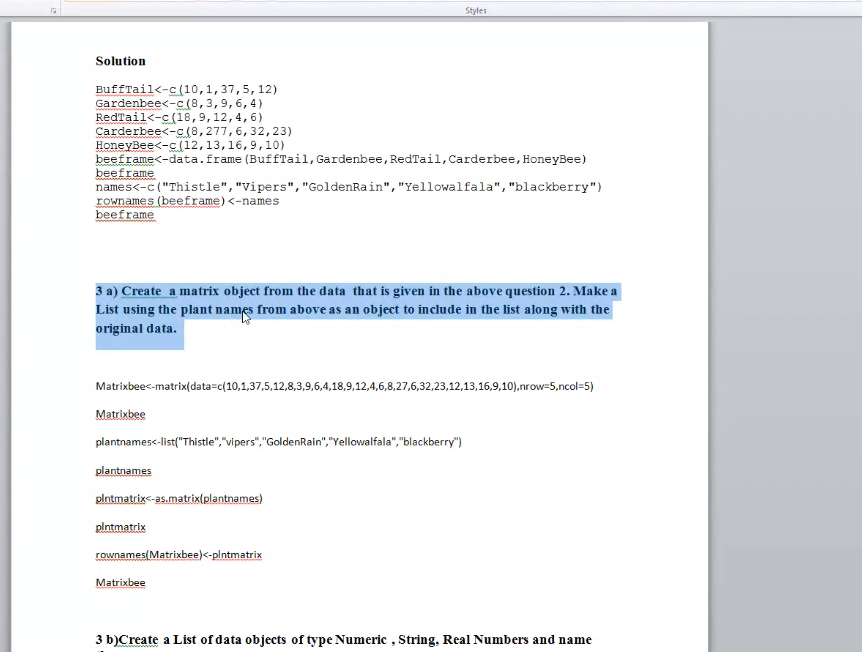 Styles
Solution
BuffTail<-c(10,1,37,5,12)
Gardenbee<-c(8,3,9,6,4)
RedTail<-c(18,9,12,4,6)
Carderbee<-c(8,277,6,32,23)
HoneyBee<-c(12,13,16,9,10)
beeframe<-data.frame(BuffTail,Gardenbee,RedTail,Carderbee,HoneyBee)
beeframe
names<-c("Thistle","Vipers","GoldenRain","Yellowalfala","blackberry")
rownames(beeframe)<-names
beeframe
3 a) Create a matrix object from the data that is given in the above question 2. Make a
List using the plant names from above as an object to include in the list along with the
original data.
Matrixbee<-matrix(data=c(10,1,37,5,12,8,3,9,6,4,18,9,12,4,6,8,27,6,32,23,12,13,16,9,10),nrow=5,ncol=5)
Matrixbee
plantnames<-list("Thistle","vipers","GoldenRain","Yellowalfala","blackberry")
plantnames
plntmatrix<-as.matrix(plantnames)
plntmatrix
rownames(Matrixbee)<-plntmatrix
Matrixbee
3 b)Create a List of data objects of type Numeric , String, Real Numbers and name